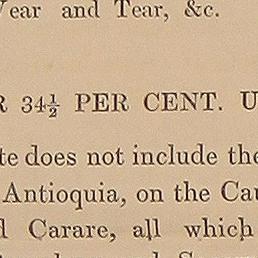 Wear and Tear, &c.
R 34½ PER CENT. U
te does not include the
Antioquia, on the Cau
d Carare, all which